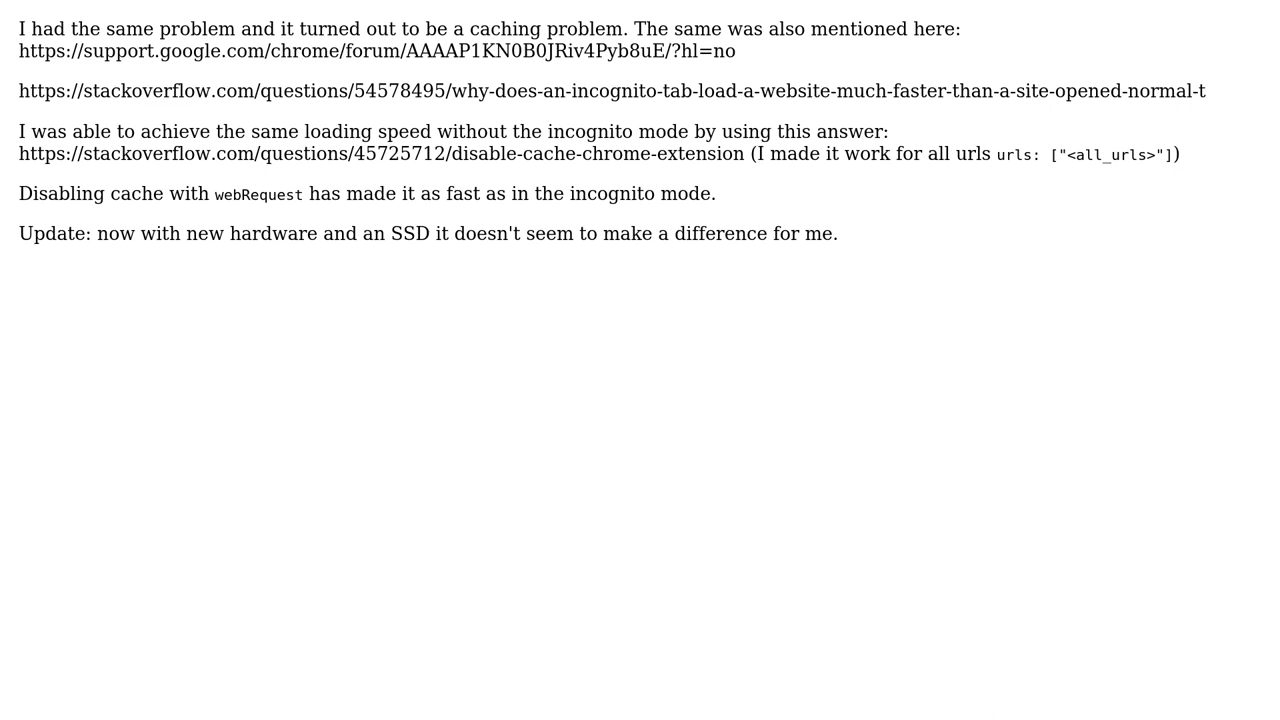 I had the same problem and it turned out to be a caching problem. The same was also mentioned here:
https://support.google.com/chrome/forum/AAAAP1KN0B0JRiv4Pyb8uE/?hl=no
https://stackoverflow.com/questions/54578495/why-does-an-incognito-tab-load-a-website-much-faster-than-a-site-opened-normal-t
I was able to achieve the same loading speed without the incognito mode by using this answer:
https://stackoverflow.com/questions/45725712/disable-cache-chrome-extension (I made it work for all urls urls: ["<all_urls>"])
Disabling cache with webRequest has made it as fast as in the incognito mode.
Update: now with new hardware and an SSD it doesn't seem to make a difference for me.